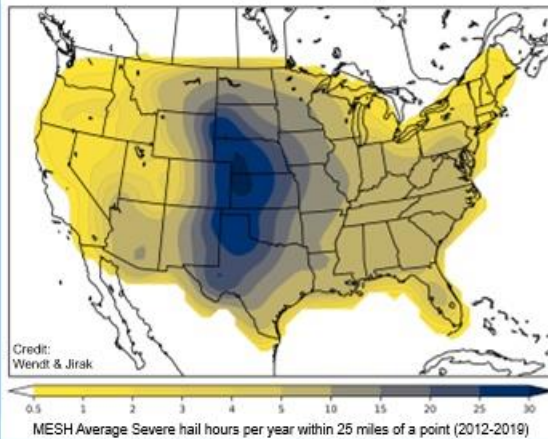 Credit:
Wendt & Jirak
0.5 1 2 3 4 5 10 15 20 25 30
MESH Average Severe hail hours per year within 25 miles of a point (2012-2019)